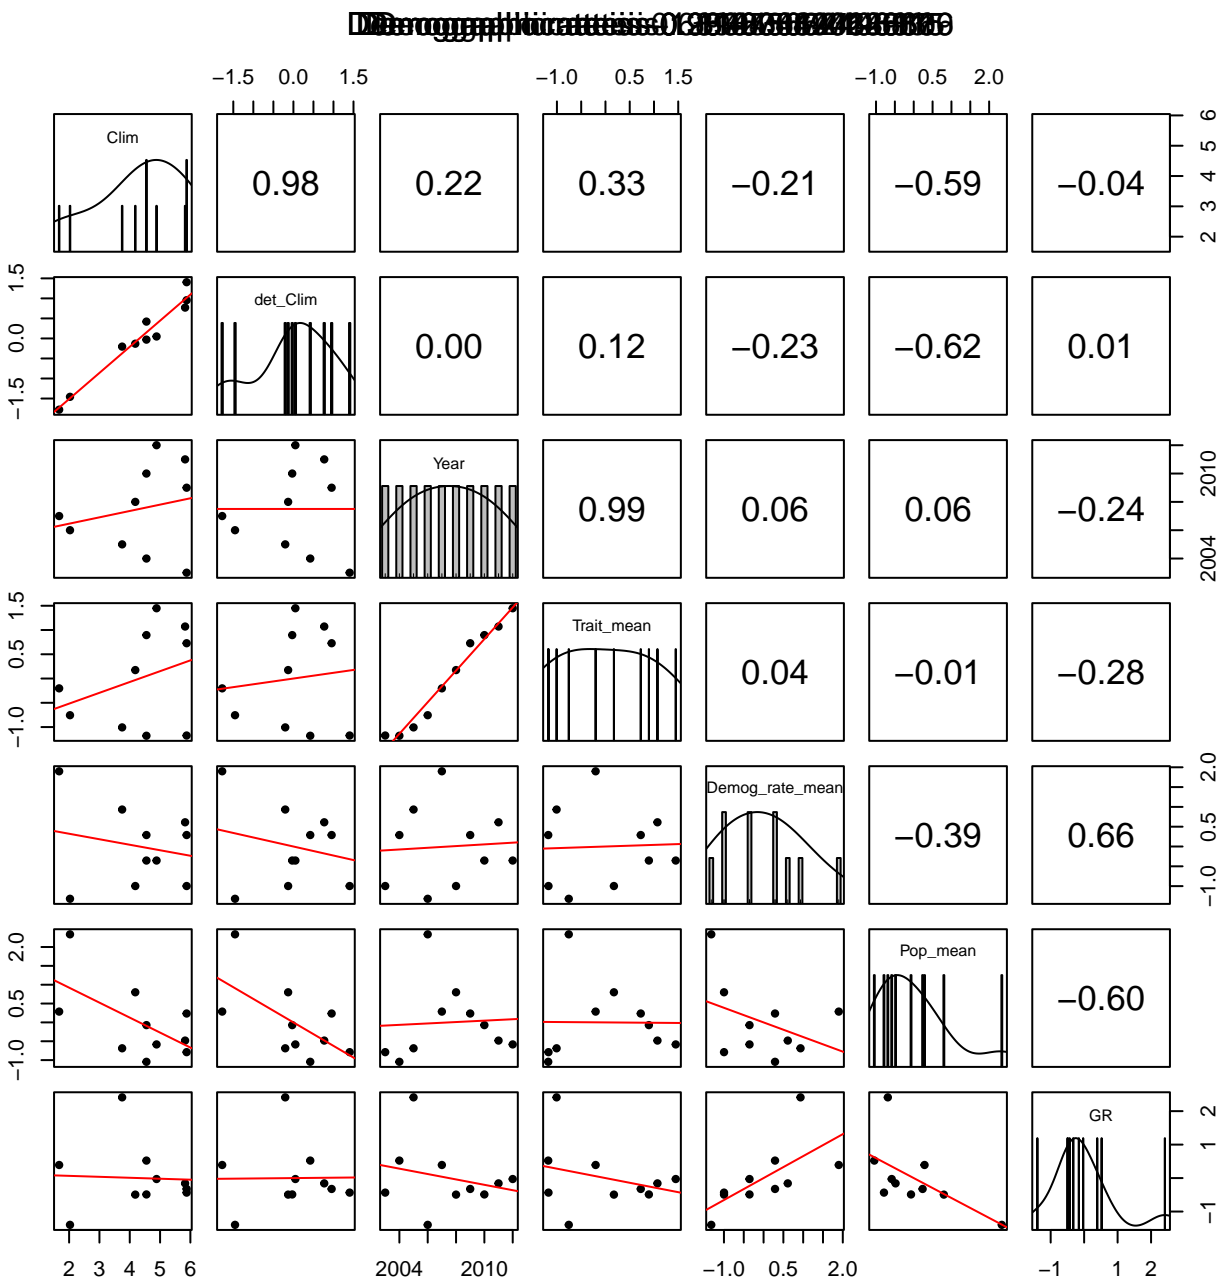 −1.5 0.0 1.5 −1.0 0.5 1.5 −1.0 0.5 2.0
Clim 0.98 0.22 0.33 −0.21 −0.59 −0.04
2 3 4 5 6
−1.5 0.0 1.5
det_Clim 0.00 0.12 −0.23 −0.62 0.01
Year 0.99 0.06 0.06 −0.24
2004 2010
−1.0 0.5 1.5
Trait_mean 0.04 −0.01 −0.28
Demog_rate_mean −0.39 0.66
−1.0 0.5 2.0
−1.0 0.5 2.0
Pop_mean −0.60
GR
−1 1 2
2 3 4 5 6 2004 2010 −1.0 0.5 2.0 −1 1 2